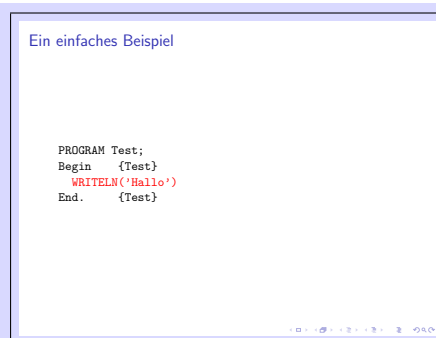 Ein einfaches Beispiel
PROGRAM Test;
Begin    {Test}
  WRITELN('Hallo')
End.     {Test}